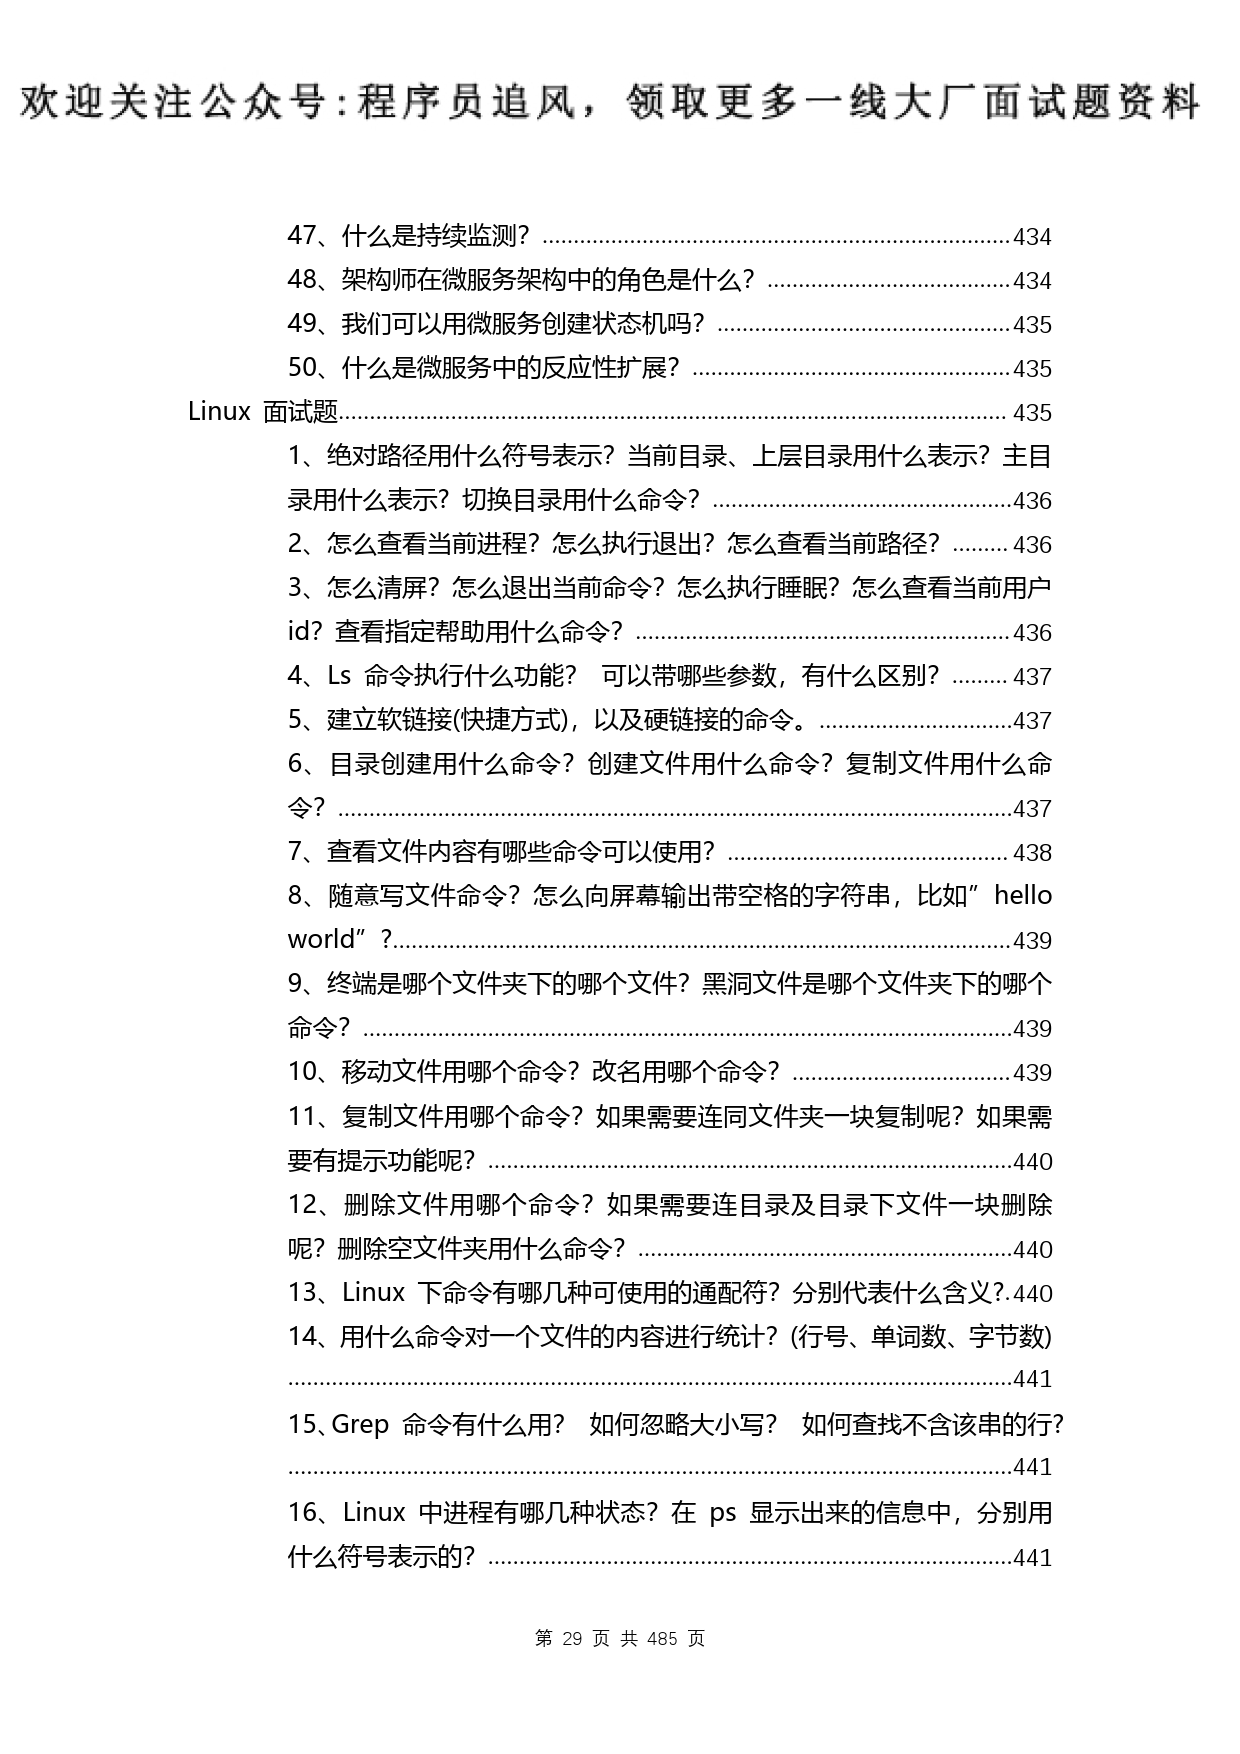 欢迎关注公众号:程序员追风，领取更多一线大厂面试题资料
47、什么是持续监测？...........................................................................434
48、架构师在微服务架构中的角色是什么？.......................................434
49、我们可以用微服务创建状态机吗？...............................................435
50、什么是微服务中的反应性扩展？...................................................435
Linux 面试题........................................................................................................... 435
1、绝对路径用什么符号表示？当前目录、上层目录用什么表示？主目
录用什么表示？切换目录用什么命令？................................................436
2、怎么查看当前进程？怎么执行退出？怎么查看当前路径？......... 436
3、怎么清屏？怎么退出当前命令？怎么执行睡眠？怎么查看当前用户
id？查看指定帮助用什么命令？............................................................436
4、Ls 命令执行什么功能？ 可以带哪些参数，有什么区别？......... 437
5、建立软链接(快捷方式)，以及硬链接的命令。...............................437
6、目录创建用什么命令？创建文件用什么命令？复制文件用什么命
令？............................................................................................................437
7、查看文件内容有哪些命令可以使用？............................................. 438
8、随意写文件命令？怎么向屏幕输出带空格的字符串，比如”hello
world”?...................................................................................................439
9、终端是哪个文件夹下的哪个文件？黑洞文件是哪个文件夹下的哪个
命令？........................................................................................................439
10、移动文件用哪个命令？改名用哪个命令？...................................439
11、复制文件用哪个命令？如果需要连同文件夹一块复制呢？如果需
要有提示功能呢？....................................................................................440
12、删除文件用哪个命令？如果需要连目录及目录下文件一块删除
呢？删除空文件夹用什么命令？............................................................440
13、Linux 下命令有哪几种可使用的通配符？分别代表什么含义?.440
14、用什么命令对一个文件的内容进行统计？(行号、单词数、字节数)
....................................................................................................................441
15、Grep 命令有什么用？ 如何忽略大小写？ 如何查找不含该串的行?
....................................................................................................................441
16、Linux 中进程有哪几种状态？在 ps 显示出来的信息中，分别用
什么符号表示的？....................................................................................441
第 29 页 共 485 页